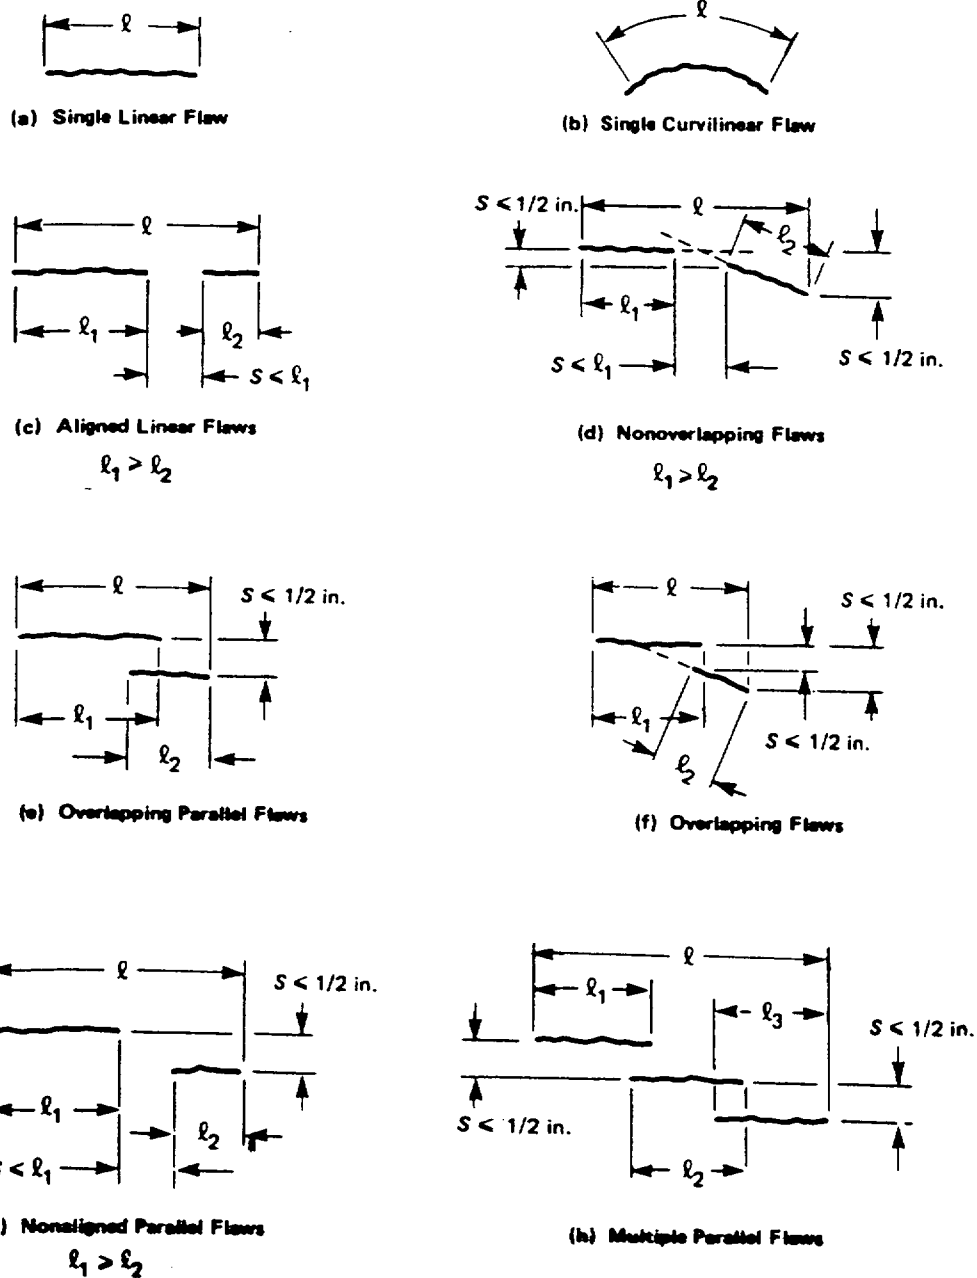 ℓ
(a) Single Linear Flaw
ℓ
(b) Single Curvilinear Flaw
ℓ
ℓ1
ℓ2
S < ℓ1
(c) Aligned Linear Flaws
ℓ1 > ℓ2
S ≤ 1/2 in.
ℓ
ℓ2
ℓ1
S < ℓ1
S ≤ 1/2 in.
(d) Nonoverlapping Flaws
ℓ1 ≥ ℓ2
ℓ
S < 1/2 in.
ℓ1
ℓ2
(e) Overlapping Parallel Flaws
ℓ
S < 1/2 in.
ℓ1
S ≤ 1/2 in.
ℓ2
(f) Overlapping Flaws
ℓ
S < 1/2 in.
ℓ1
ℓ2
< ℓ1
) Nonaligned Parallel Flaws
ℓ1 ≥ ℓ2
ℓ
ℓ1
ℓ3
S < 1/2 in.
S < 1/2 in.
ℓ2
(h) Multiple Parallel Flaws